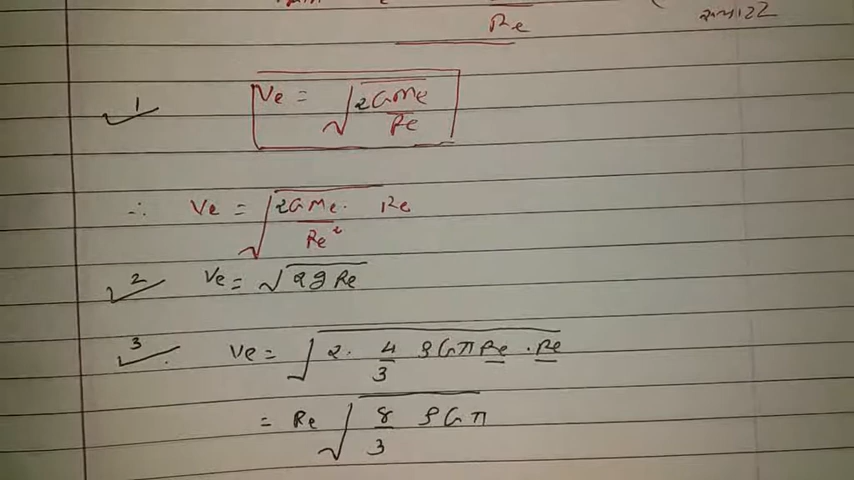 Re
1 Ve = √(2GMe/Re)
∴ Ve = √(2GMe/Re² · Re)
2 Ve = √(2gRe)
3 Ve = √(2 · 4/3 ρGπRe · Re)
= Re √(8/3 ρGπ)